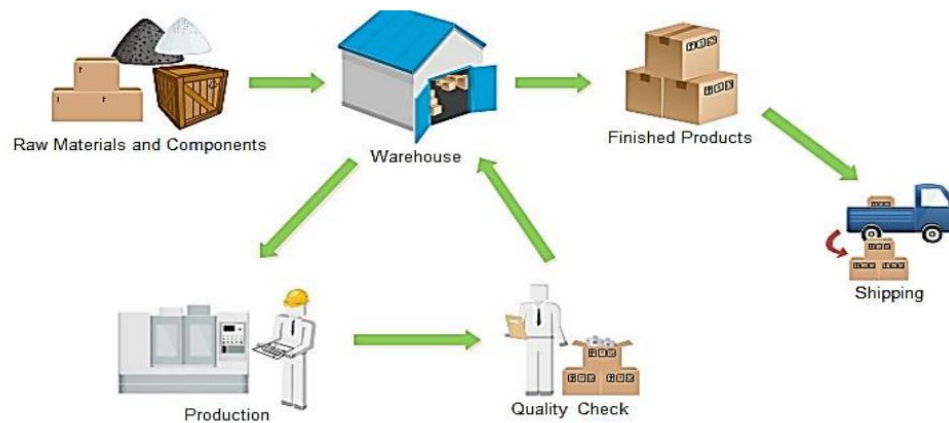 Raw Materials and Components
Warehouse
Finished Products
Shipping
Production
Quality Check